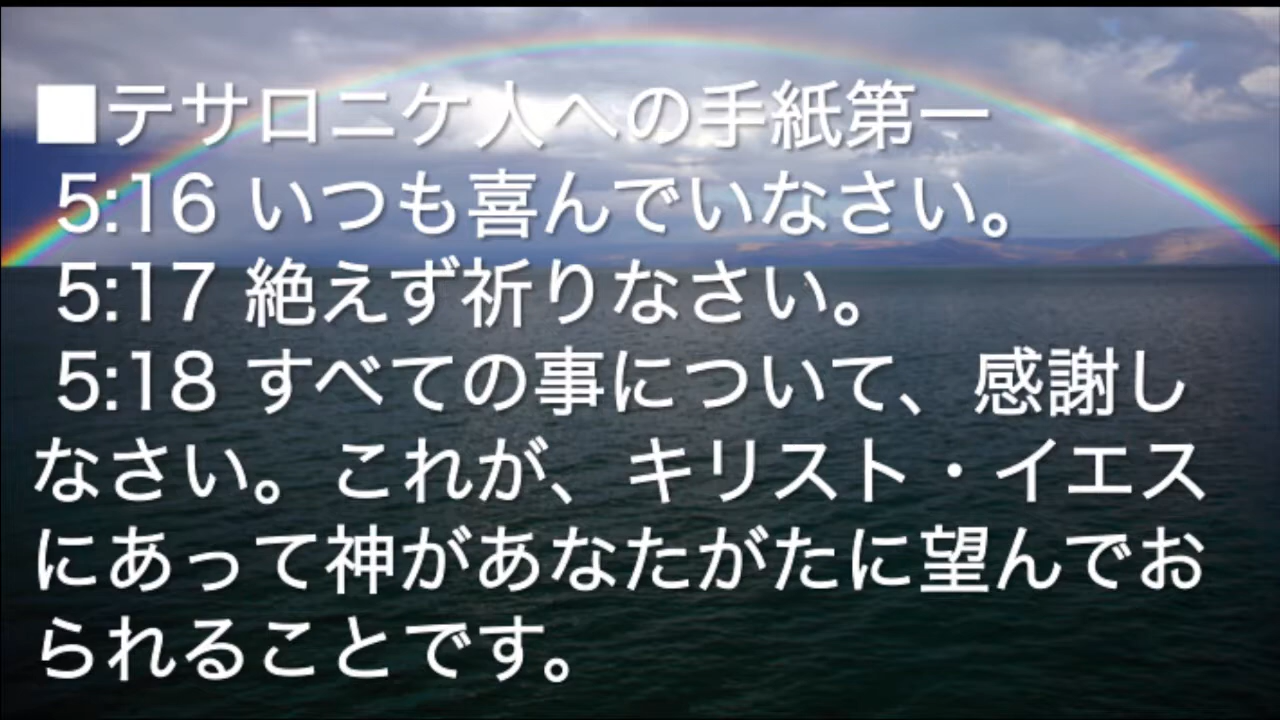 ■テサロニケ人への手紙第一
5:16 いつも喜んでいなさい。
5:17 絶えず祈りなさい。
5:18 すべての事について、感謝し
なさい。これが、キリスト・イエス
にあって神があなたがたに望んでお
られることです。